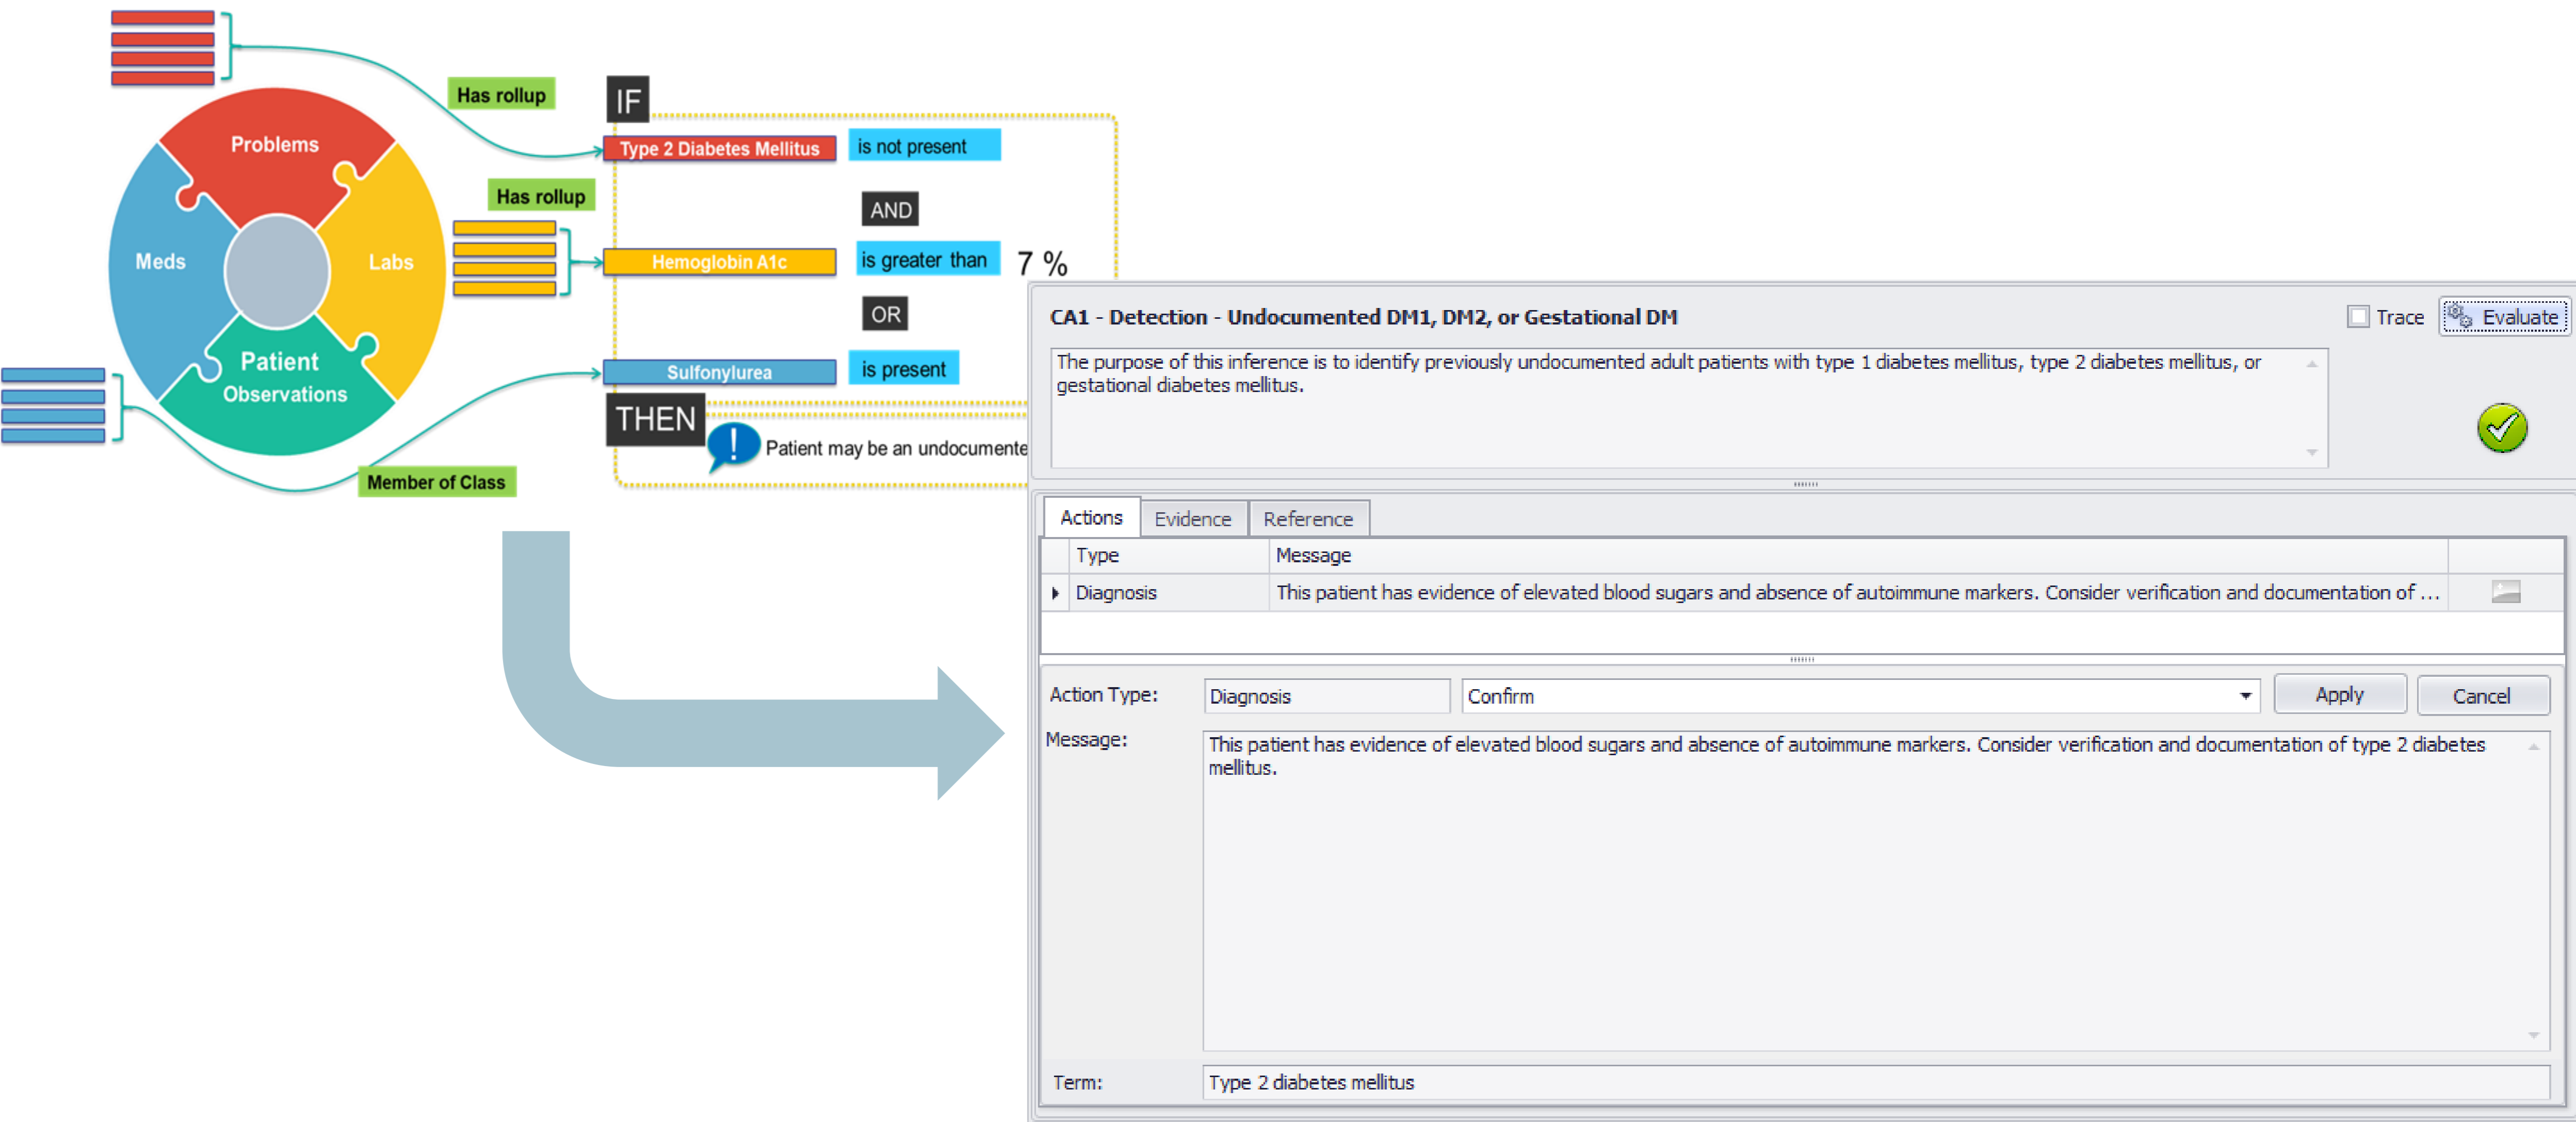 Problems
Meds
Labs
Patient
Observations
Has rollup
Has rollup
Member of Class
IF
Type 2 Diabetes Mellitus is not present
AND
Hemoglobin A1c is greater than 7 %
OR
Sulfonylurea is present
THEN
! Patient may be an undocumente
CA1 - Detection - Undocumented DM1, DM2, or Gestational DM
Trace Evaluate
The purpose of this inference is to identify previously undocumented adult patients with type 1 diabetes mellitus, type 2 diabetes mellitus, or
gestational diabetes mellitus.
Actions Evidence Reference
Type Message
Diagnosis This patient has evidence of elevated blood sugars and absence of autoimmune markers. Consider verification and documentation of ...
Action Type: Diagnosis Confirm Apply Cancel
Message: This patient has evidence of elevated blood sugars and absence of autoimmune markers. Consider verification and documentation of type 2 diabetes
mellitus.
Term: Type 2 diabetes mellitus